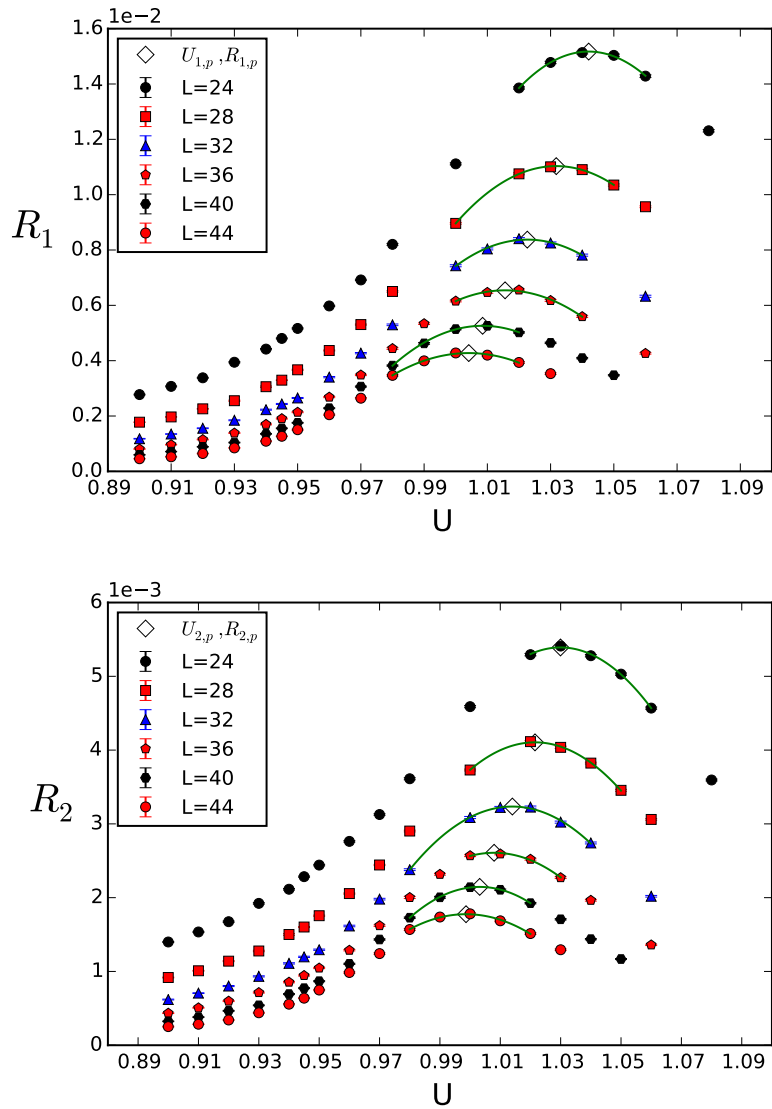 1e−2
1.6
1.4
1.2
1.0
0.8
0.6
0.4
0.2
0.0
R₁
U₁,ₚ ,R₁,ₚ
L=24
L=28
L=32
L=36
L=40
L=44
0.89 0.91 0.93 0.95 0.97 0.99 1.01 1.03 1.05 1.07 1.09
U
1e−3
6
5
4
3
2
1
0
R₂
U₂,ₚ ,R₂,ₚ
L=24
L=28
L=32
L=36
L=40
L=44
0.89 0.91 0.93 0.95 0.97 0.99 1.01 1.03 1.05 1.07 1.09
U